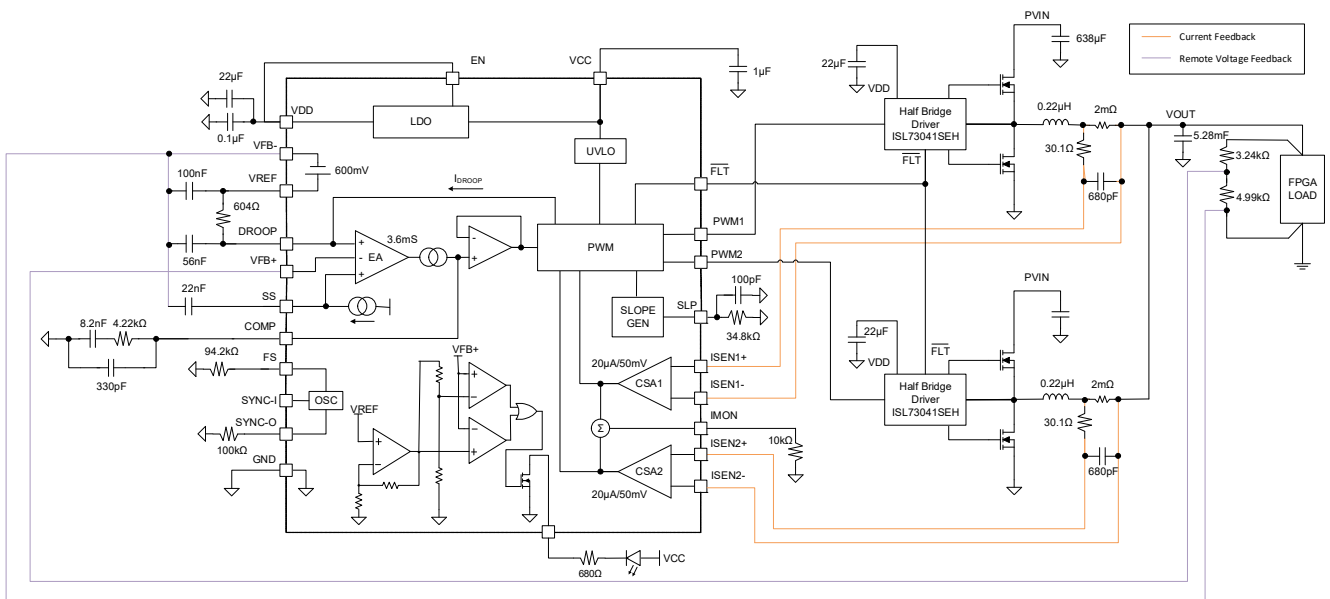 Current Feedback
Remote Voltage Feedback
EN
VCC
1µF
22µF
0.1µF
VDD
LDO
UVLO
VFB-
100nF
VREF
600mV
604Ω
DROOP
56nF
VFB+
22nF
SS
COMP
8.2nF
4.22kΩ
330pF
94.2kΩ
FS
SYNC-I
OSC
SYNC-O
100kΩ
GND
IDROOP
3.6mS
+
-
EA
+
-
+
PWM
SLOPE
GEN
SLP
100pF
34.8kΩ
FLT
PWM1
PWM2
20µA/50mV
CSA1
ISEN1+
ISEN1-
IMON
10kΩ
Σ
ISEN2+
CSA2
ISEN2-
20µA/50mV
VFB+
VREF
+
−
+
−
−
+
680Ω
VCC
PVIN
638µF
22µF
VDD
Half Bridge
Driver
ISL73041SEH
FLT
0.22µH
2mΩ
30.1Ω
680pF
VOUT
5.28mF
3.24kΩ
4.99kΩ
FPGA
LOAD
PVIN
22µF
VDD
FLT
Half Bridge
Driver
ISL73041SEH
0.22µH
2mΩ
30.1Ω
680pF